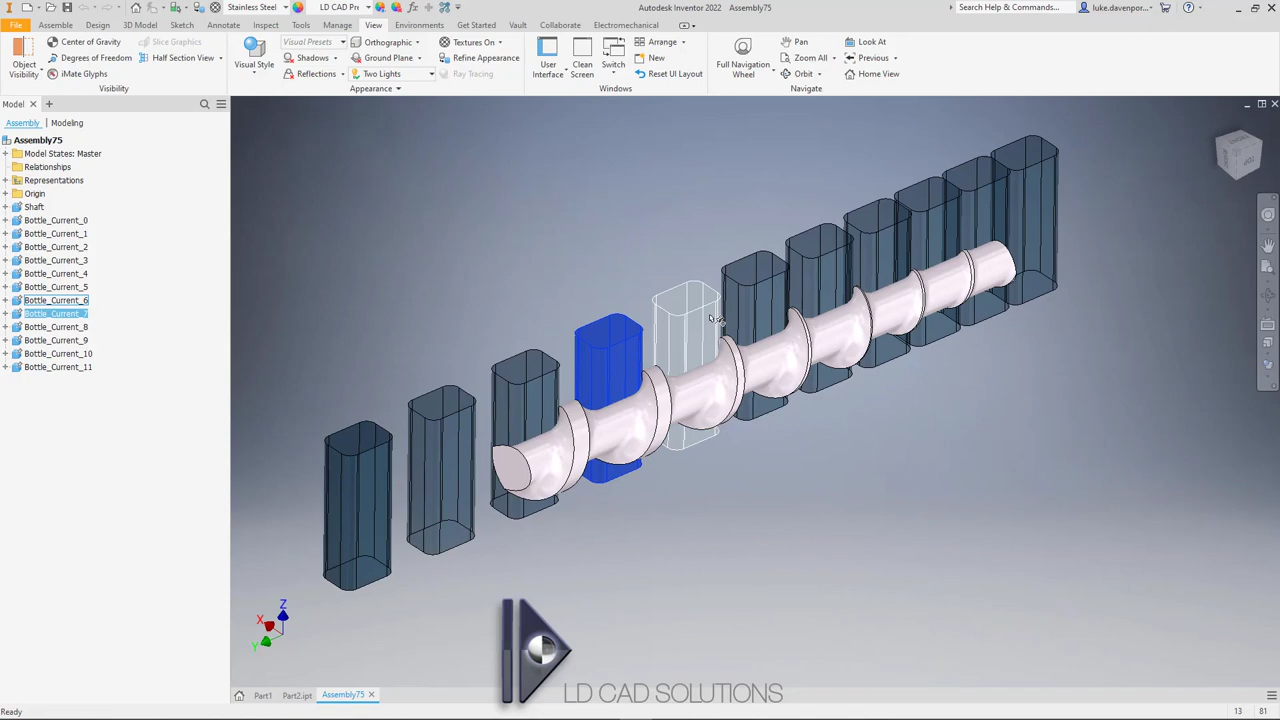 Stainless Steel
LD CAD Pr
Autodesk Inventor 2022 Assembly75
Search Help & Commands...
luke.davenpor...
File Assemble Design 3D Model Sketch Annotate Inspect Tools Manage View Environments Get Started Vault Collaborate Electromechanical
Object Visibility
Center of Gravity
Degrees of Freedom
iMate Glyphs
Slice Graphics
Half Section View
Visibility
Visual Style
Visual Presets
Shadows
Reflections
Orthographic
Ground Plane
Two Lights
Textures On
Refine Appearance
Ray Tracing
Appearance
User Interface
Clean Screen
Switch
Arrange
New
Reset UI Layout
Windows
Full Navigation Wheel
Pan
Zoom All
Orbit
Look At
Previous
Home View
Navigate
Model
Assembly Modeling
Assembly75
Model States: Master
Relationships
Representations
Origin
Shaft
Bottle_Current_0
Bottle_Current_1
Bottle_Current_2
Bottle_Current_3
Bottle_Current_4
Bottle_Current_5
Bottle_Current_6
Bottle_Current_7
Bottle_Current_8
Bottle_Current_9
Bottle_Current_10
Bottle_Current_11
Z
X
Y
LD CAD SOLUTIONS
Part1 Part2.ipt Assembly75
Ready
13 81